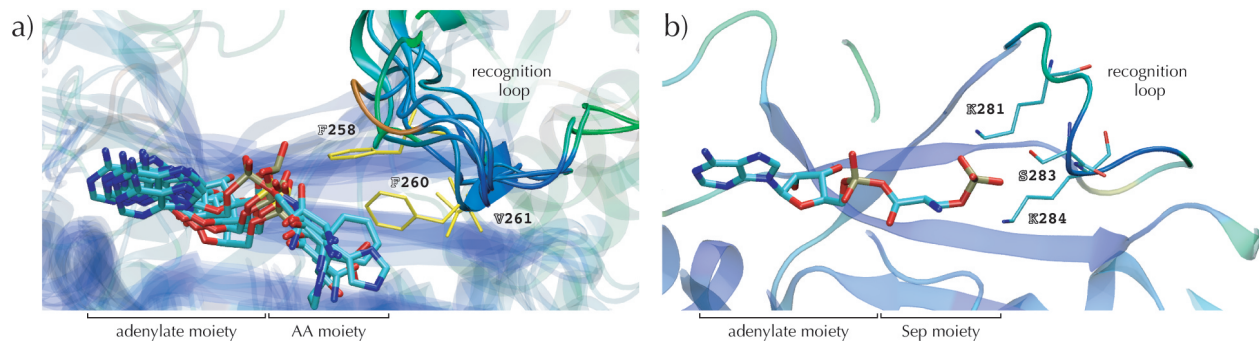 a)
recognition
loop
F258
F260
V261
adenylate moiety
AA moiety
b)
recognition
loop
K281
S283
K284
adenylate moiety
Sep moiety